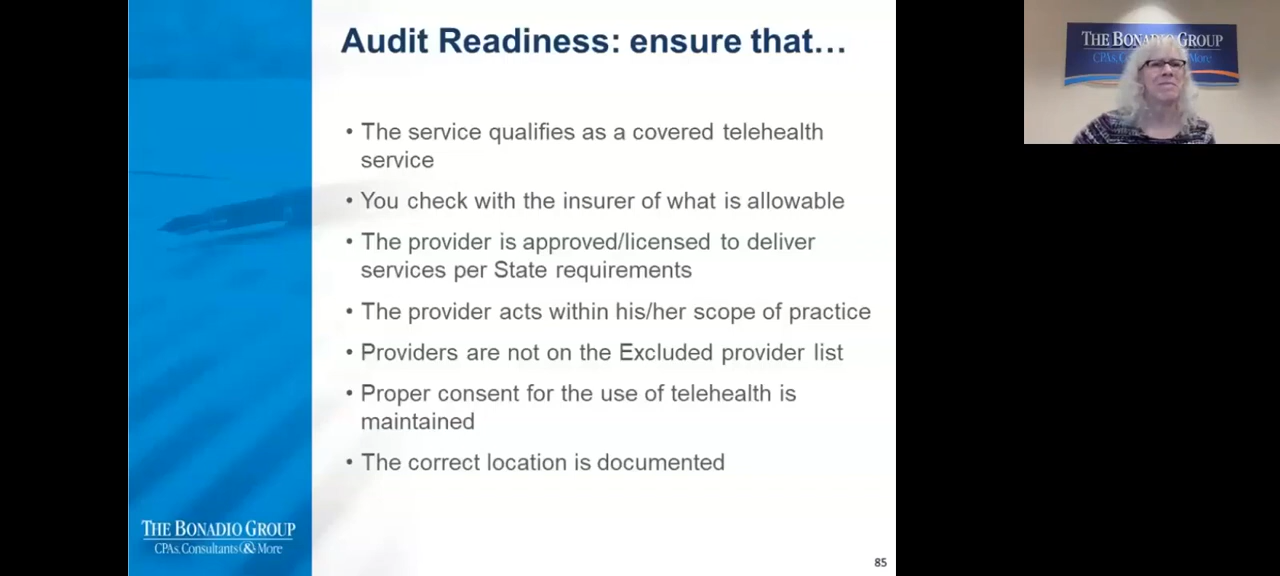 Audit Readiness: ensure that…
• The service qualifies as a covered telehealth
service
• You check with the insurer of what is allowable
• The provider is approved/licensed to deliver
services per State requirements
• The provider acts within his/her scope of practice
• Providers are not on the Excluded provider list
• Proper consent for the use of telehealth is
maintained
• The correct location is documented
THE BONADIO GROUP
CPAs, Consultants & More
85
THE BONADIO GROUP
CPAs, More